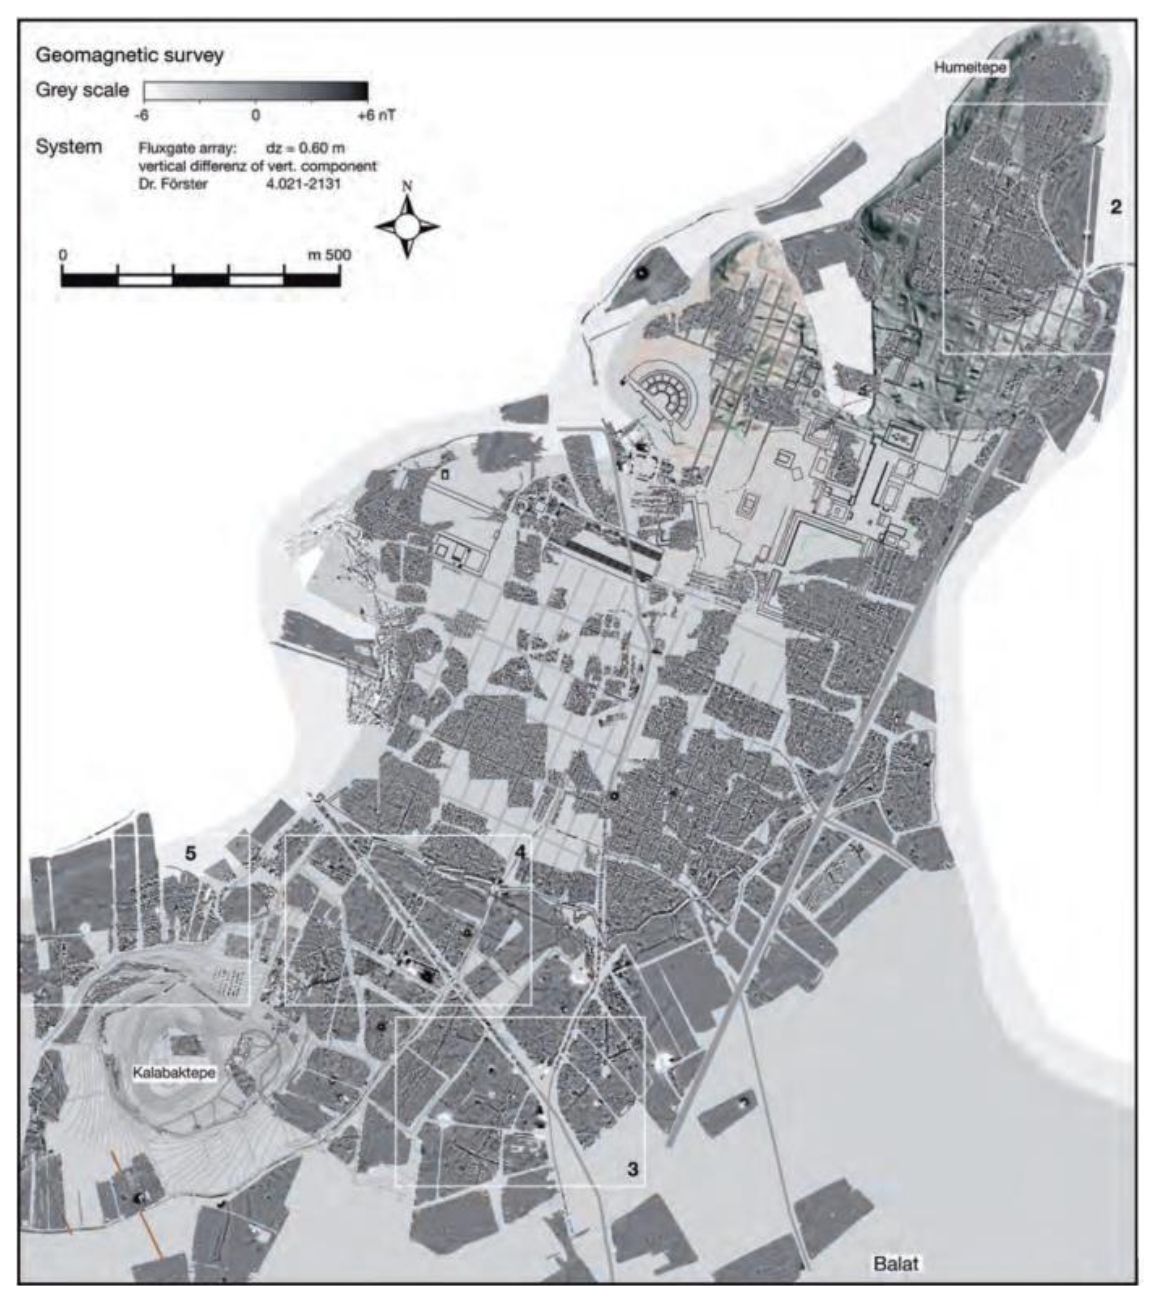 Geomagnetic survey
Grey scale
-6 0 +6 nT
System Fluxgate array: dz = 0.60 m
vertical differenz of vert. component
Dr. Förster 4.021-2131
N
0 m 500
Humeitepe
2
5
4
Kalabaktepe
3
Balat